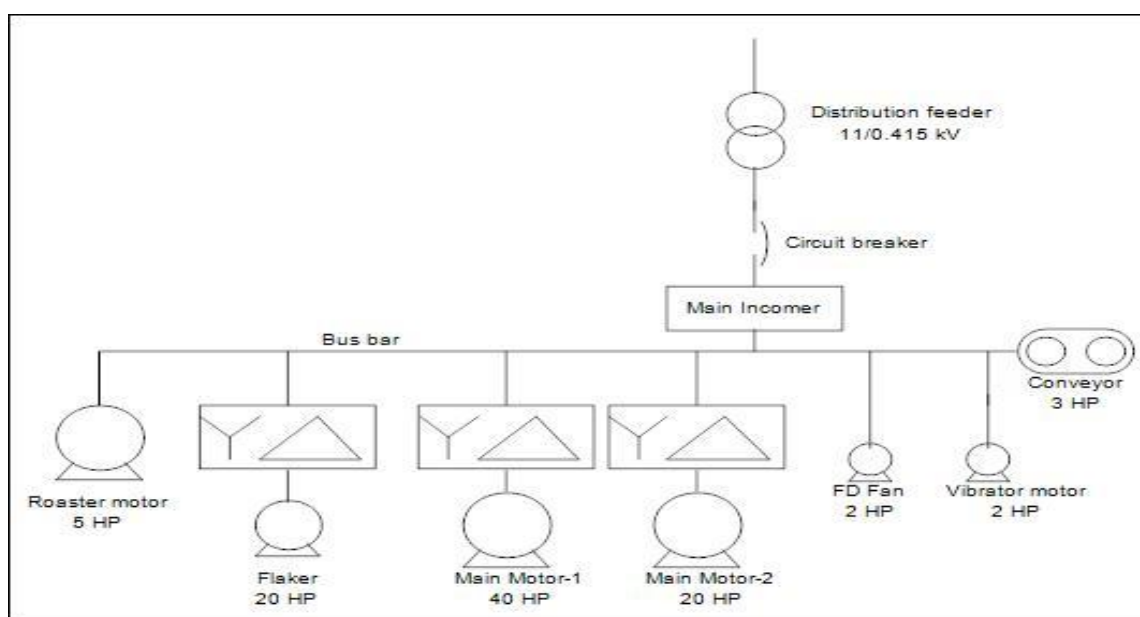 Distribution feeder
11/0.415 kV
Circuit breaker
Main Incomer
Bus bar
Conveyor
3 HP
Roaster motor
5 HP
Flaker
20 HP
Main Motor-1
40 HP
Main Motor-2
20 HP
FD Fan
2 HP
Vibrator motor
2 HP